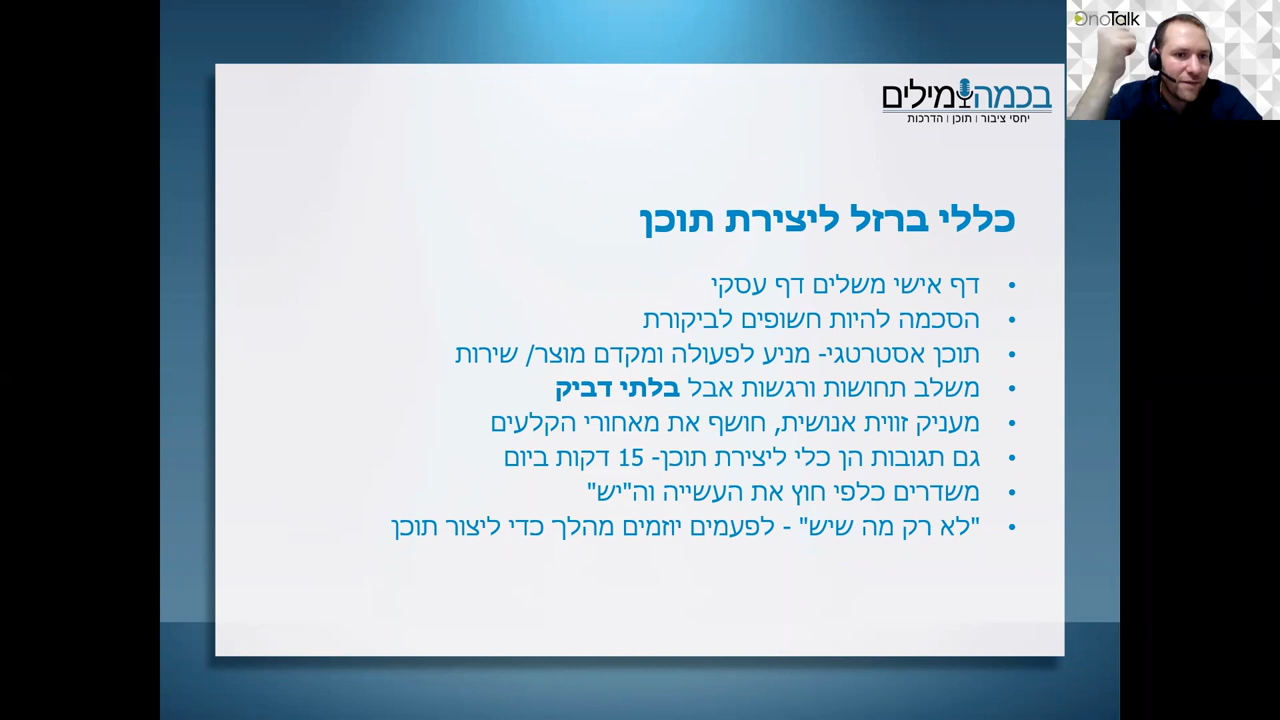 OnoTalk
בכמה מילים
יחסי ציבור | תוכן | הדרכות
כללי ברזל ליצירת תוכן
• דף אישי משלים דף עסקי
• הסכמה להיות חשופים לביקורת
• תוכן אסטרטגי- מניע לפעולה ומקדם מוצר/ שירות
• משלב תחושות ורגשות אבל בלתי דביק
• מעניק זווית אנושית, חושף את מאחורי הקלעים
• גם תגובות הן כלי ליצירת תוכן- 15 דקות ביום
• משדרים כלפי חוץ את העשייה וה"יש"
• "לא רק מה שיש" - לפעמים יוזמים מהלך כדי ליצור תוכן